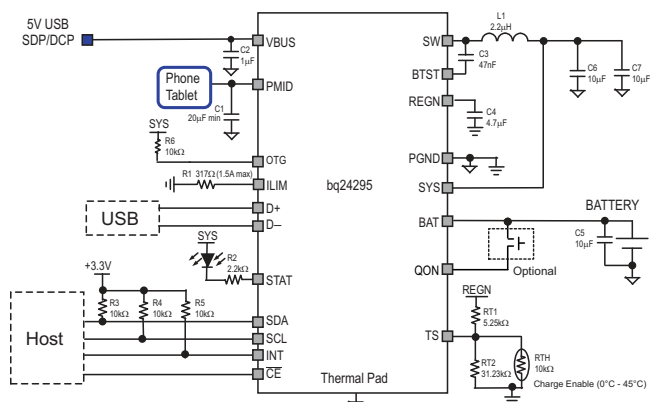 5V USB
SDP/DCP
VBUS
C2
1µF
Phone
Tablet
PMID
C1
20µF min
SYS
R6
10kΩ
OTG
R1 317Ω (1.5A max)
ILIM
USB
D+
D–
SYS
R2
2.2kΩ
STAT
+3.3V
R3
10kΩ
R4
10kΩ
R5
10kΩ
Host
SDA
SCL
INT
CE
bq24295
Thermal Pad
SW
L1
2.2µH
C3
47nF
BTST
C6
10µF
C7
10µF
REGN
C4
4.7µF
PGND
SYS
BAT
BATTERY
C5
10µF
QON
Optional
REGN
RT1
5.25kΩ
TS
RT2
31.23kΩ
RTH
10kΩ
Charge Enable (0°C - 45°C)